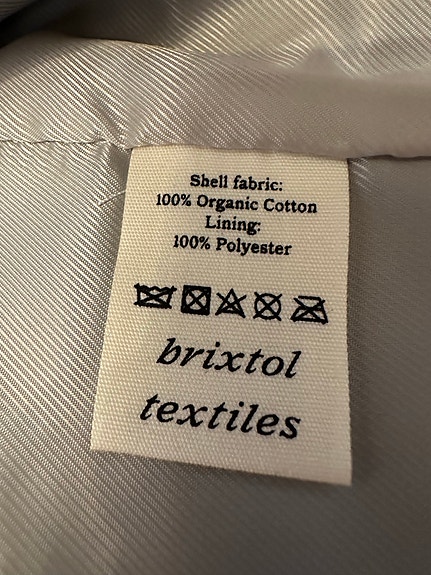 Shell fabric:
100% Organic Cotton
Lining:
100% Polyester
brixtol
textiles